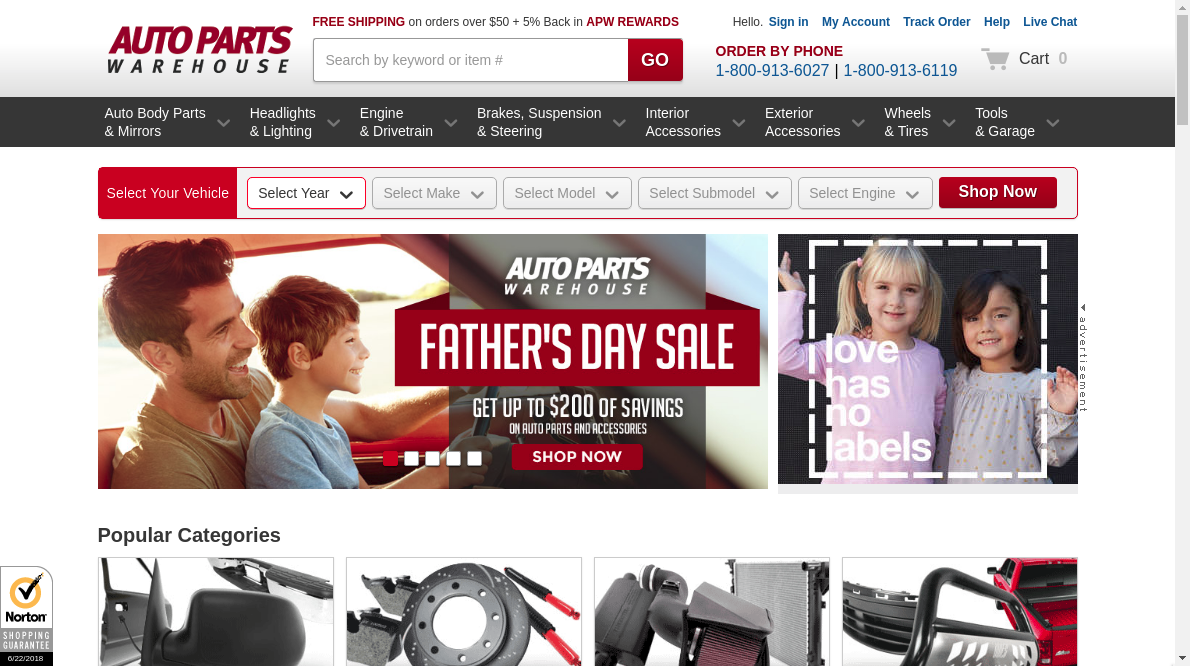 AUTO PARTS
WAREHOUSE
FREE SHIPPING on orders over $50 + 5% Back in APW REWARDS
Hello. Sign in My Account Track Order Help Live Chat
Search by keyword or item #
GO
ORDER BY PHONE
1-800-913-6027 | 1-800-913-6119
Cart 0
Auto Body Parts
& Mirrors
Headlights
& Lighting
Engine
& Drivetrain
Brakes, Suspension
& Steering
Interior
Accessories
Exterior
Accessories
Wheels
& Tires
Tools
& Garage
Select Your Vehicle
Select Year
Select Make
Select Model
Select Submodel
Select Engine
Shop Now
AUTO PARTS
WAREHOUSE
FATHER'S DAY SALE
GET UP TO $200 OF SAVINGS
ON AUTO PARTS AND ACCESSORIES
SHOP NOW
love
has
no
labels
advertisement
Popular Categories
Norton
SHOPPING
GUARANTEE
6/22/2018